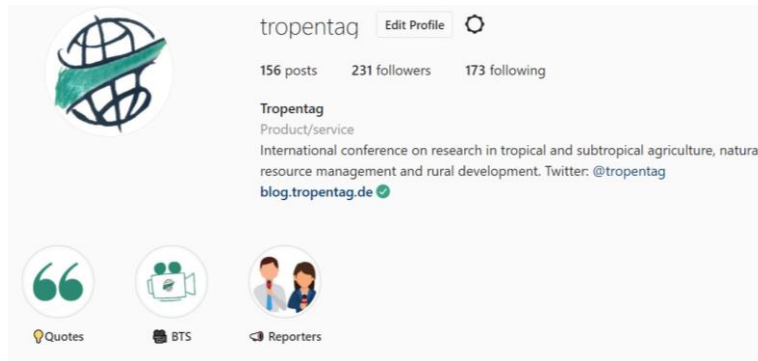 tropentag Edit Profile
156 posts 231 followers 173 following
Tropentag
Product/service
International conference on research in tropical and subtropical agriculture, natura
resource management and rural development. Twitter: @tropentag
blog.tropentag.de
Quotes BTS Reporters